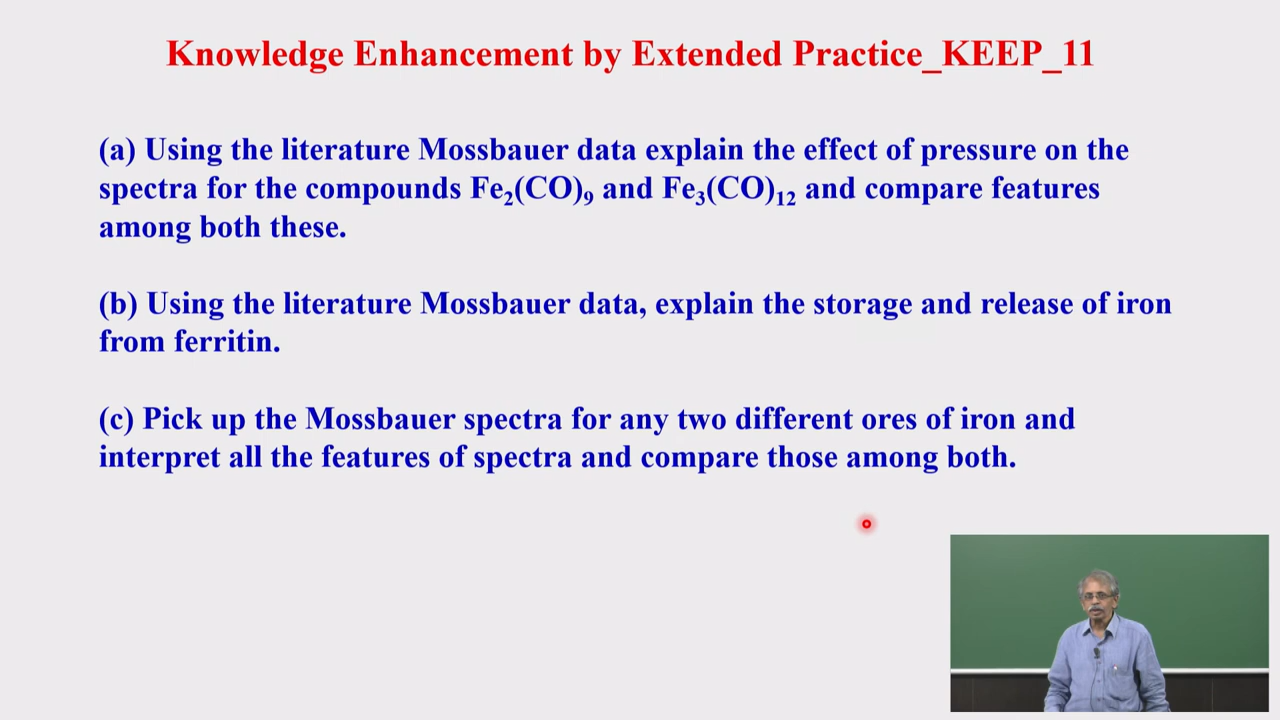 Knowledge Enhancement by Extended Practice_KEEP_11
(a) Using the literature Mossbauer data explain the effect of pressure on the
spectra for the compounds Fe₂(CO)₉ and Fe₃(CO)₁₂ and compare features
among both these.
(b) Using the literature Mossbauer data, explain the storage and release of iron
from ferritin.
(c) Pick up the Mossbauer spectra for any two different ores of iron and
interpret all the features of spectra and compare those among both.